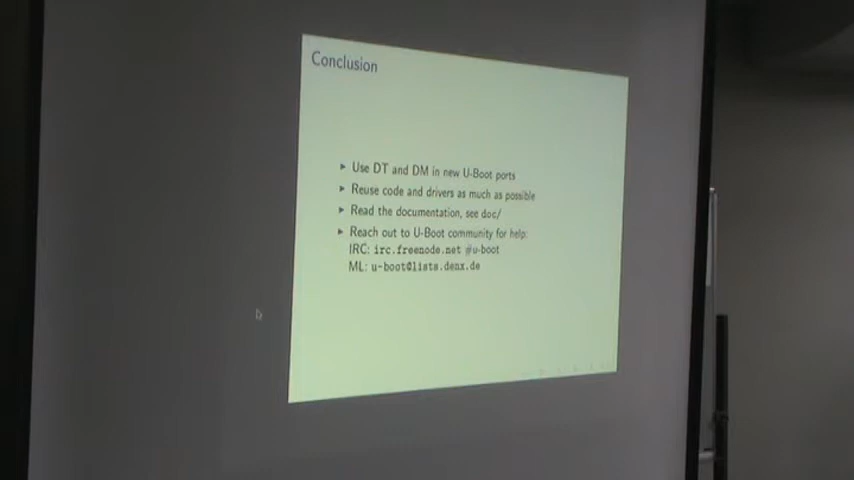 Conclusion
▶ Use DT and DM in new U-Boot ports
▶ Reuse code and drivers as much as possible
▶ Read the documentation, see doc/
▶ Reach out to U-Boot community for help:
IRC: irc.freenode.net #u-boot
ML: u-boot@lists.denx.de